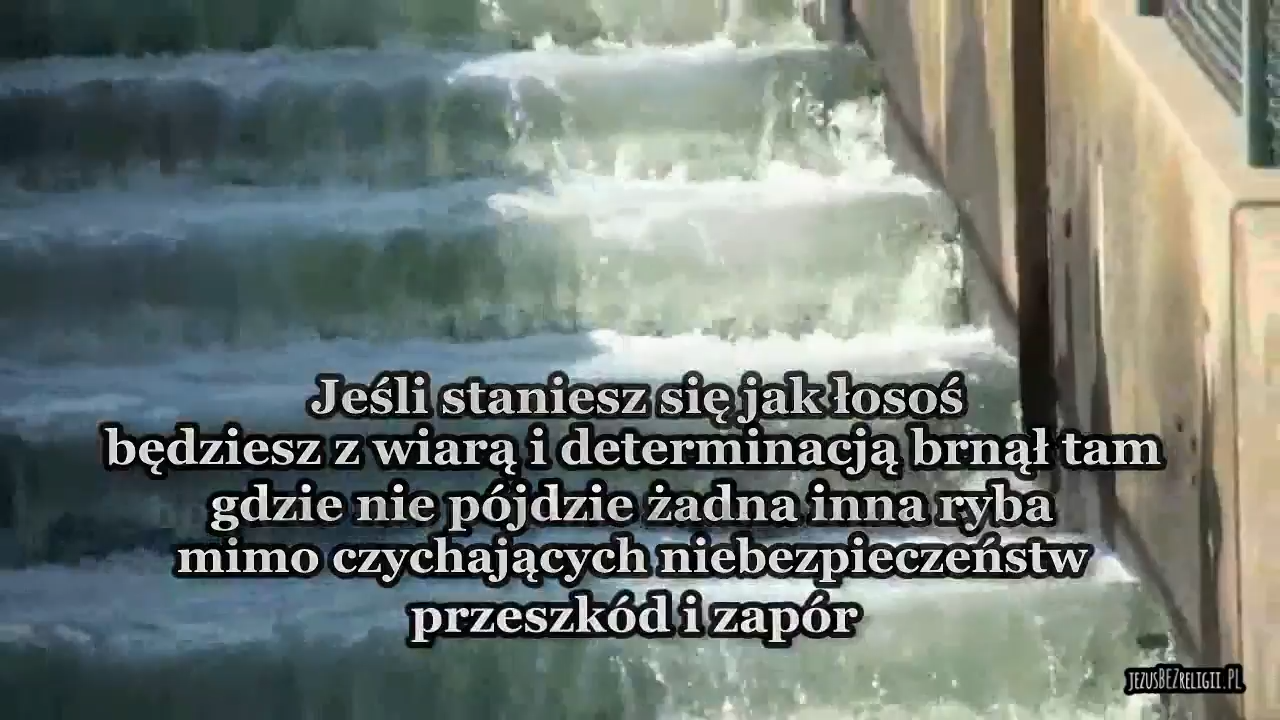 Jeśli staniesz się jak łosoś
będziesz z wiarą i determinacją brnął tam
gdzie nie pójdzie żadna inna ryba
mimo czychających niebezpieczeństw
przeszkód i zapór
jezusBEZreligii.PL